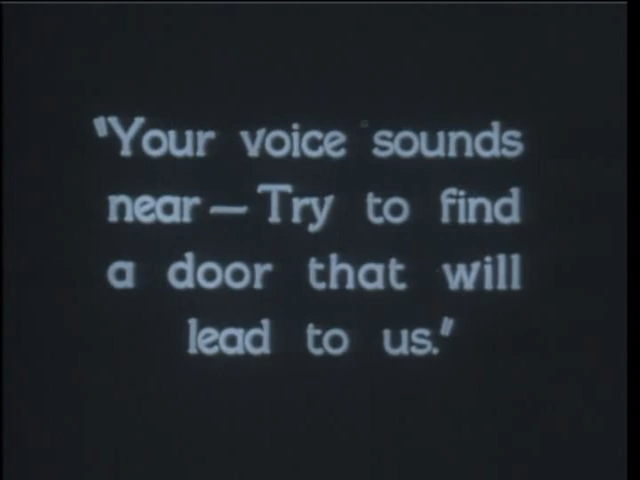 "Your voice sounds
near — Try to find
a door that will
lead to us."